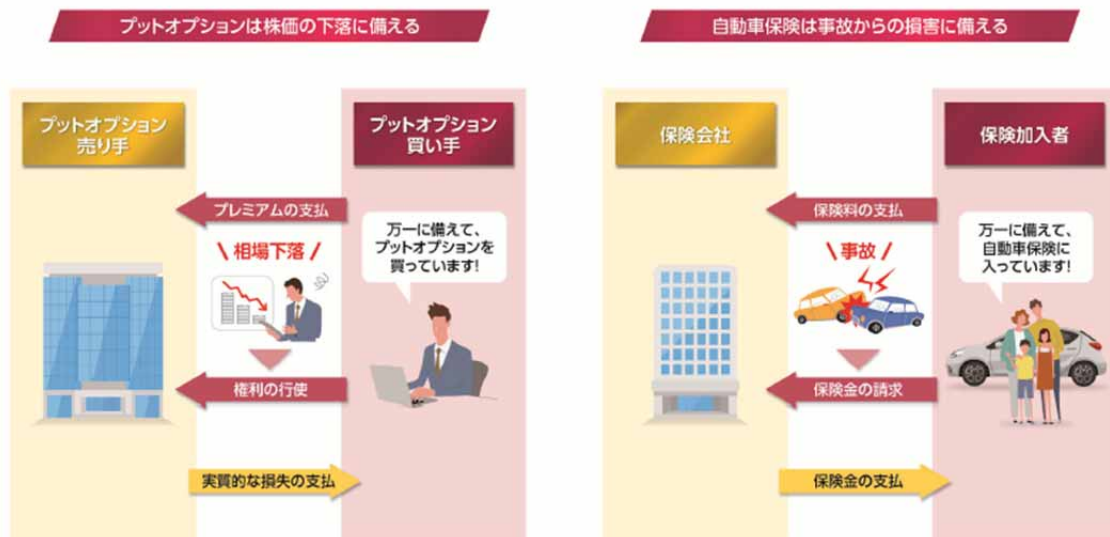 プットオプションは株価の下落に備える
プットオプション
売り手
プットオプション
買い手
プレミアムの支払
\ 相場下落 /
万一に備えて、
プットオプションを
買っています!
権利の行使
実質的な損失の支払
自動車保険は事故からの損害に備える
保険会社
保険加入者
保険料の支払
\ 事故 /
万一に備えて、
自動車保険に
入っています!
保険金の請求
保険金の支払